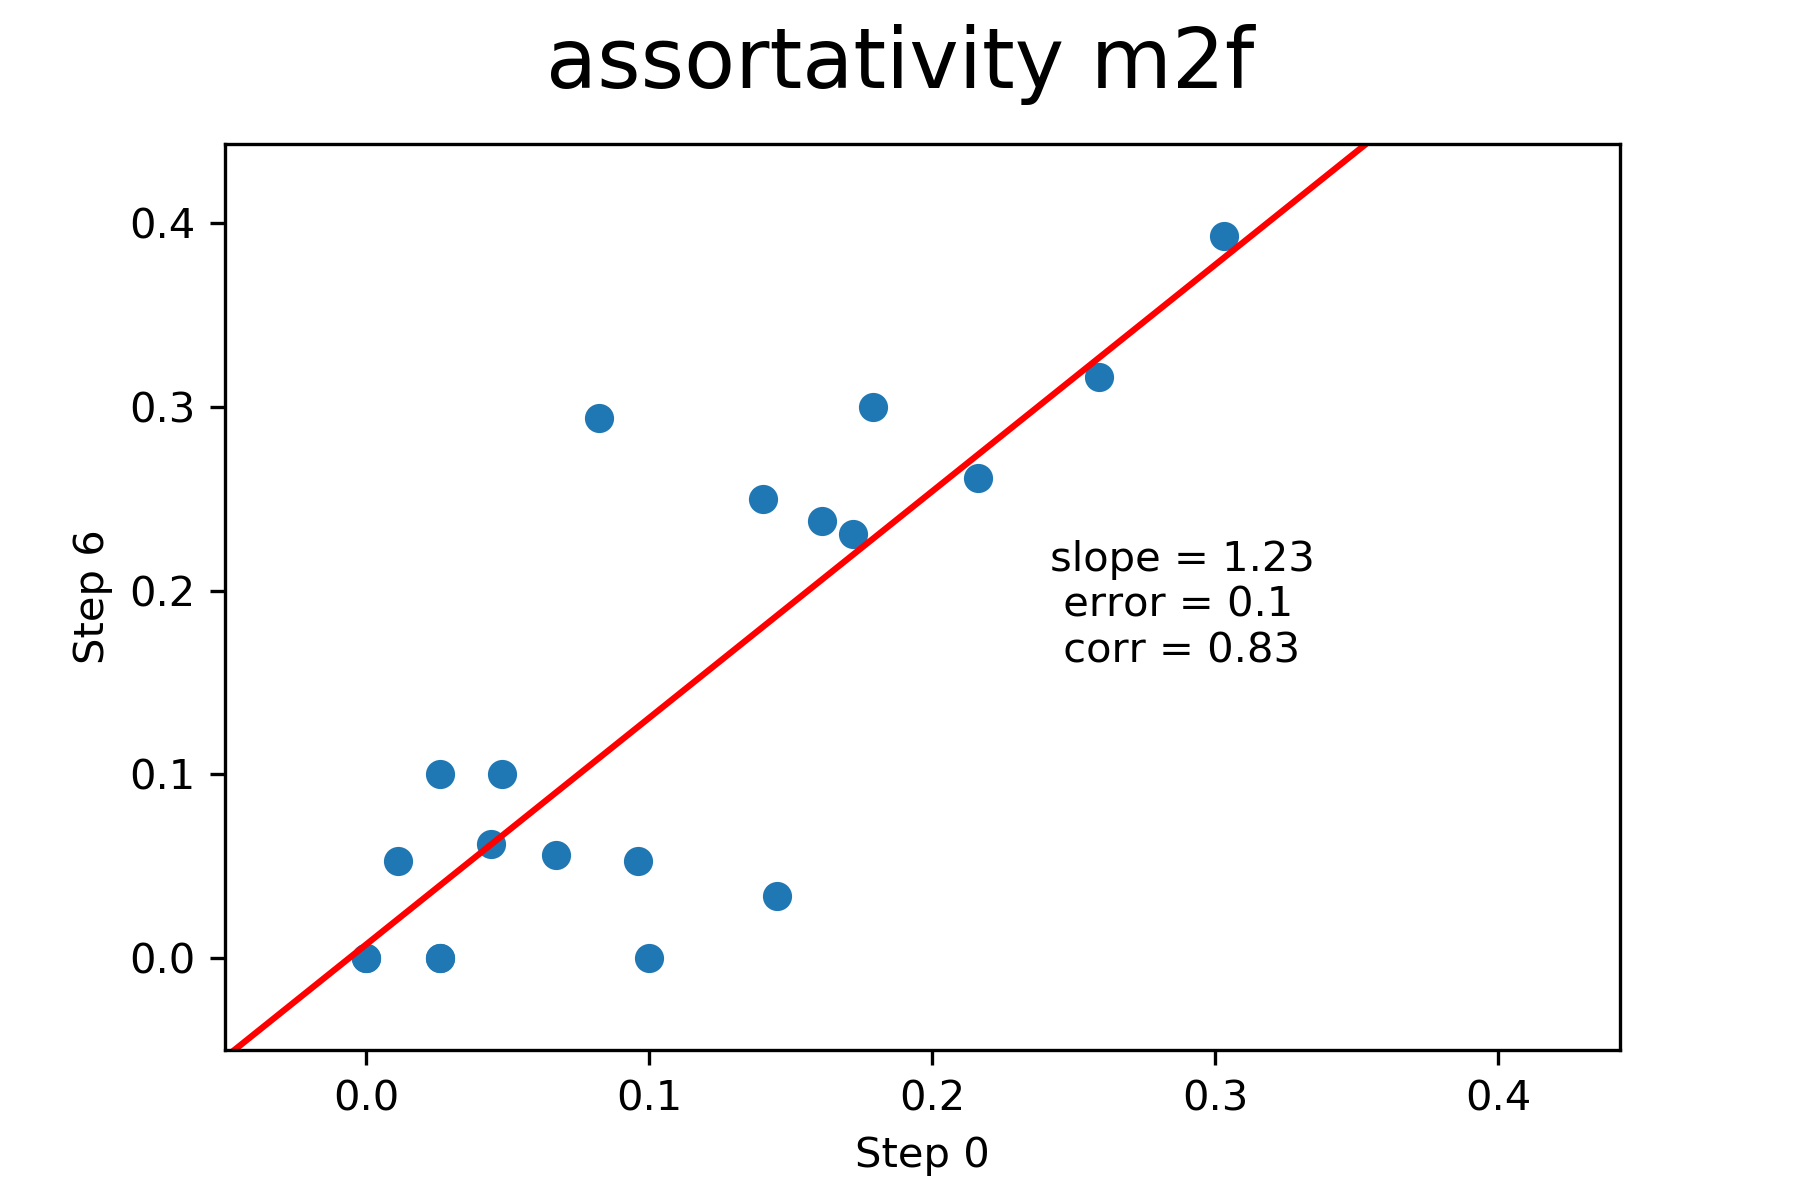 assortativity m2f
0.4
0.3
0.2
0.1
0.0
Step 6
slope = 1.23
error = 0.1
corr = 0.83
0.0 0.1 0.2 0.3 0.4
Step 0